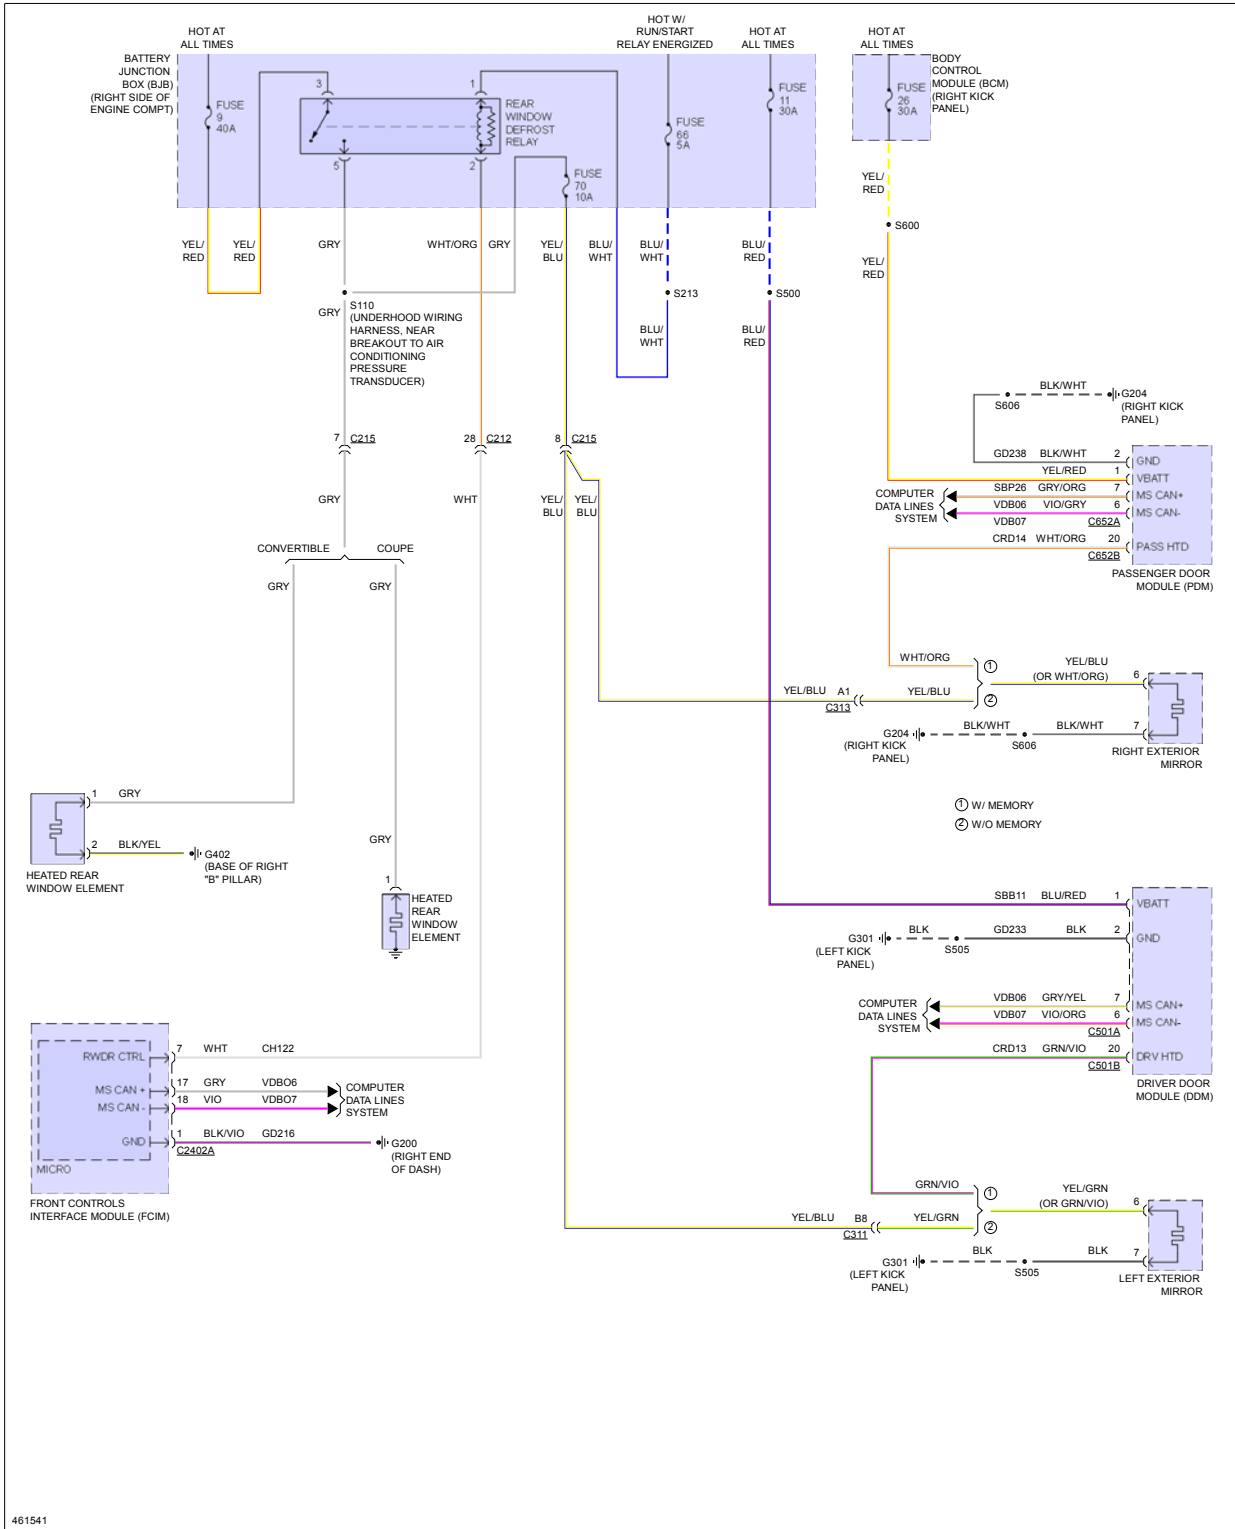 HOT AT
ALL TIMES
HOT W/
RUN/START
RELAY ENERGIZED
HOT AT
ALL TIMES
HOT AT
ALL TIMES
BATTERY
JUNCTION
BOX (BJB)
(RIGHT SIDE OF
ENGINE COMPT)
FUSE
9
40A
3
1
5
2
REAR
WINDOW
DEFROST
RELAY
FUSE
70
10A
FUSE
66
5A
FUSE
11
30A
FUSE
26
30A
BODY
CONTROL
MODULE (BCM)
(RIGHT KICK
PANEL)
YEL/
RED
S600
YEL/
RED
YEL/
RED
YEL/
RED
GRY
WHT/ORG
GRY
YEL/
BLU
BLU/
WHT
BLU/
WHT
BLU/
RED
S110
(UNDERHOOD WIRING
HARNESS, NEAR
BREAKOUT TO AIR
CONDITIONING
PRESSURE
TRANSDUCER)
GRY
S213
S500
BLU/
WHT
BLU/
RED
7 C215
28 C212
8 C215
GRY
WHT
YEL/
BLU
YEL/
BLU
CONVERTIBLE
COUPE
GRY
GRY
BLK/WHT
S606
G204
(RIGHT KICK
PANEL)
GD238 BLK/WHT 2 GND
YEL/RED 1 VBATT
SBP26 GRY/ORG 7 MS CAN+
VDB06 VIO/GRY 6 MS CAN-
VDB07
C652A
COMPUTER
DATA LINES
SYSTEM
CRD14 WHT/ORG 20 PASS HTD
C652B
PASSENGER DOOR
MODULE (PDM)
WHT/ORG 1
YEL/BLU
(OR WHT/ORG) 6
YEL/BLU A1 YEL/BLU 2
C313
G204
(RIGHT KICK
PANEL)
BLK/WHT
S606
BLK/WHT 7
RIGHT EXTERIOR
MIRROR
1 W/ MEMORY
2 W/O MEMORY
1 GRY
2 BLK/YEL
G402
(BASE OF RIGHT
"B" PILLAR)
HEATED REAR
WINDOW ELEMENT
GRY
1
HEATED
REAR
WINDOW
ELEMENT
SBB11 BLU/RED 1 VBATT
G301
(LEFT KICK
PANEL)
BLK
S505
GD233 BLK 2 GND
COMPUTER
DATA LINES
SYSTEM
VDB06 GRY/YEL 7 MS CAN+
VDB07 VIO/ORG 6 MS CAN-
C501A
CRD13 GRN/VIO 20 DRV HTD
C501B
DRIVER DOOR
MODULE (DDM)
RWDR CTRL 7 WHT CH122
MS CAN + 17 GRY VDBO6
MS CAN - 18 VIO VDBO7
COMPUTER
DATA LINES
SYSTEM
GND 1 BLK/VIO GD216
C2402A
G200
(RIGHT END
OF DASH)
MICRO
FRONT CONTROLS
INTERFACE MODULE (FCIM)
GRN/VIO 1
YEL/GRN
(OR GRN/VIO) 6
YEL/BLU B8 YEL/GRN 2
C311
G301
(LEFT KICK
PANEL)
BLK
S505
BLK 7
LEFT EXTERIOR
MIRROR
461541